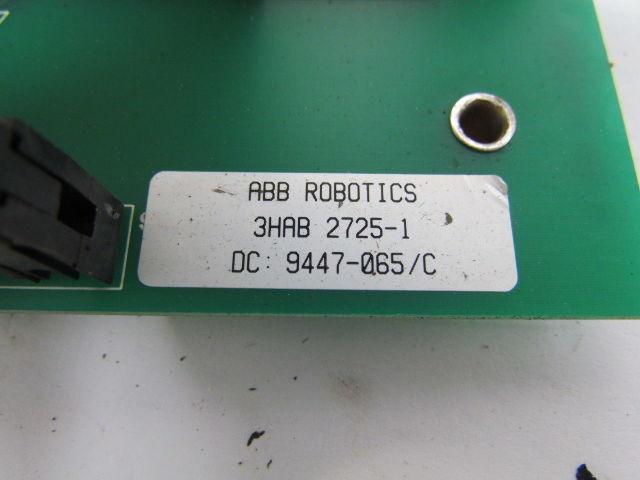 ABB ROBOTICS
3HAB 2725-1
DC: 9447-065/C